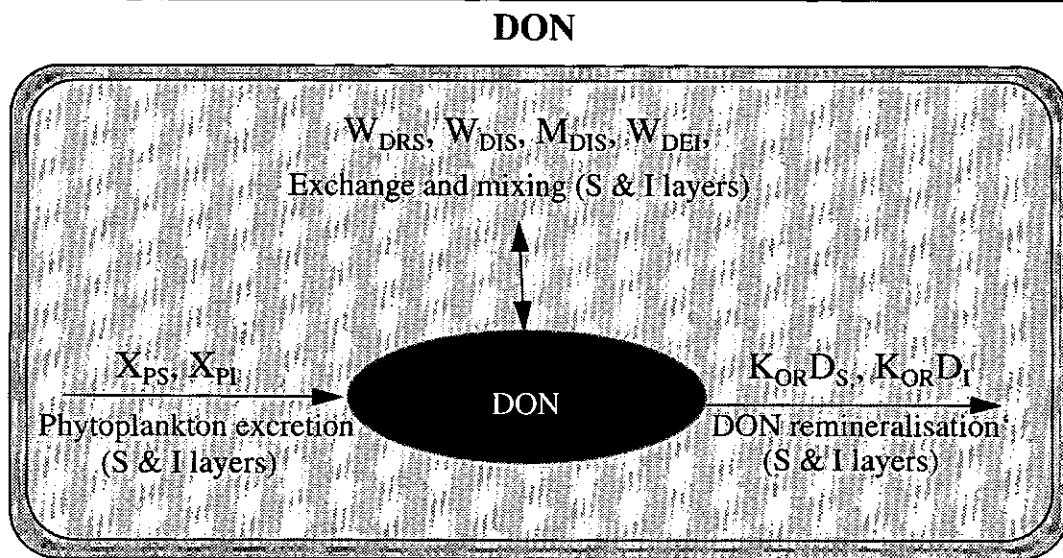 DON
W_DRS, W_DIS, M_DIS, W_DEI,
Exchange and mixing (S & I layers)
X_PS, X_PI
Phytoplankton excretion
(S & I layers)
DON
K_OR D_S, K_OR D_I
DON remineralisation
(S & I layers)